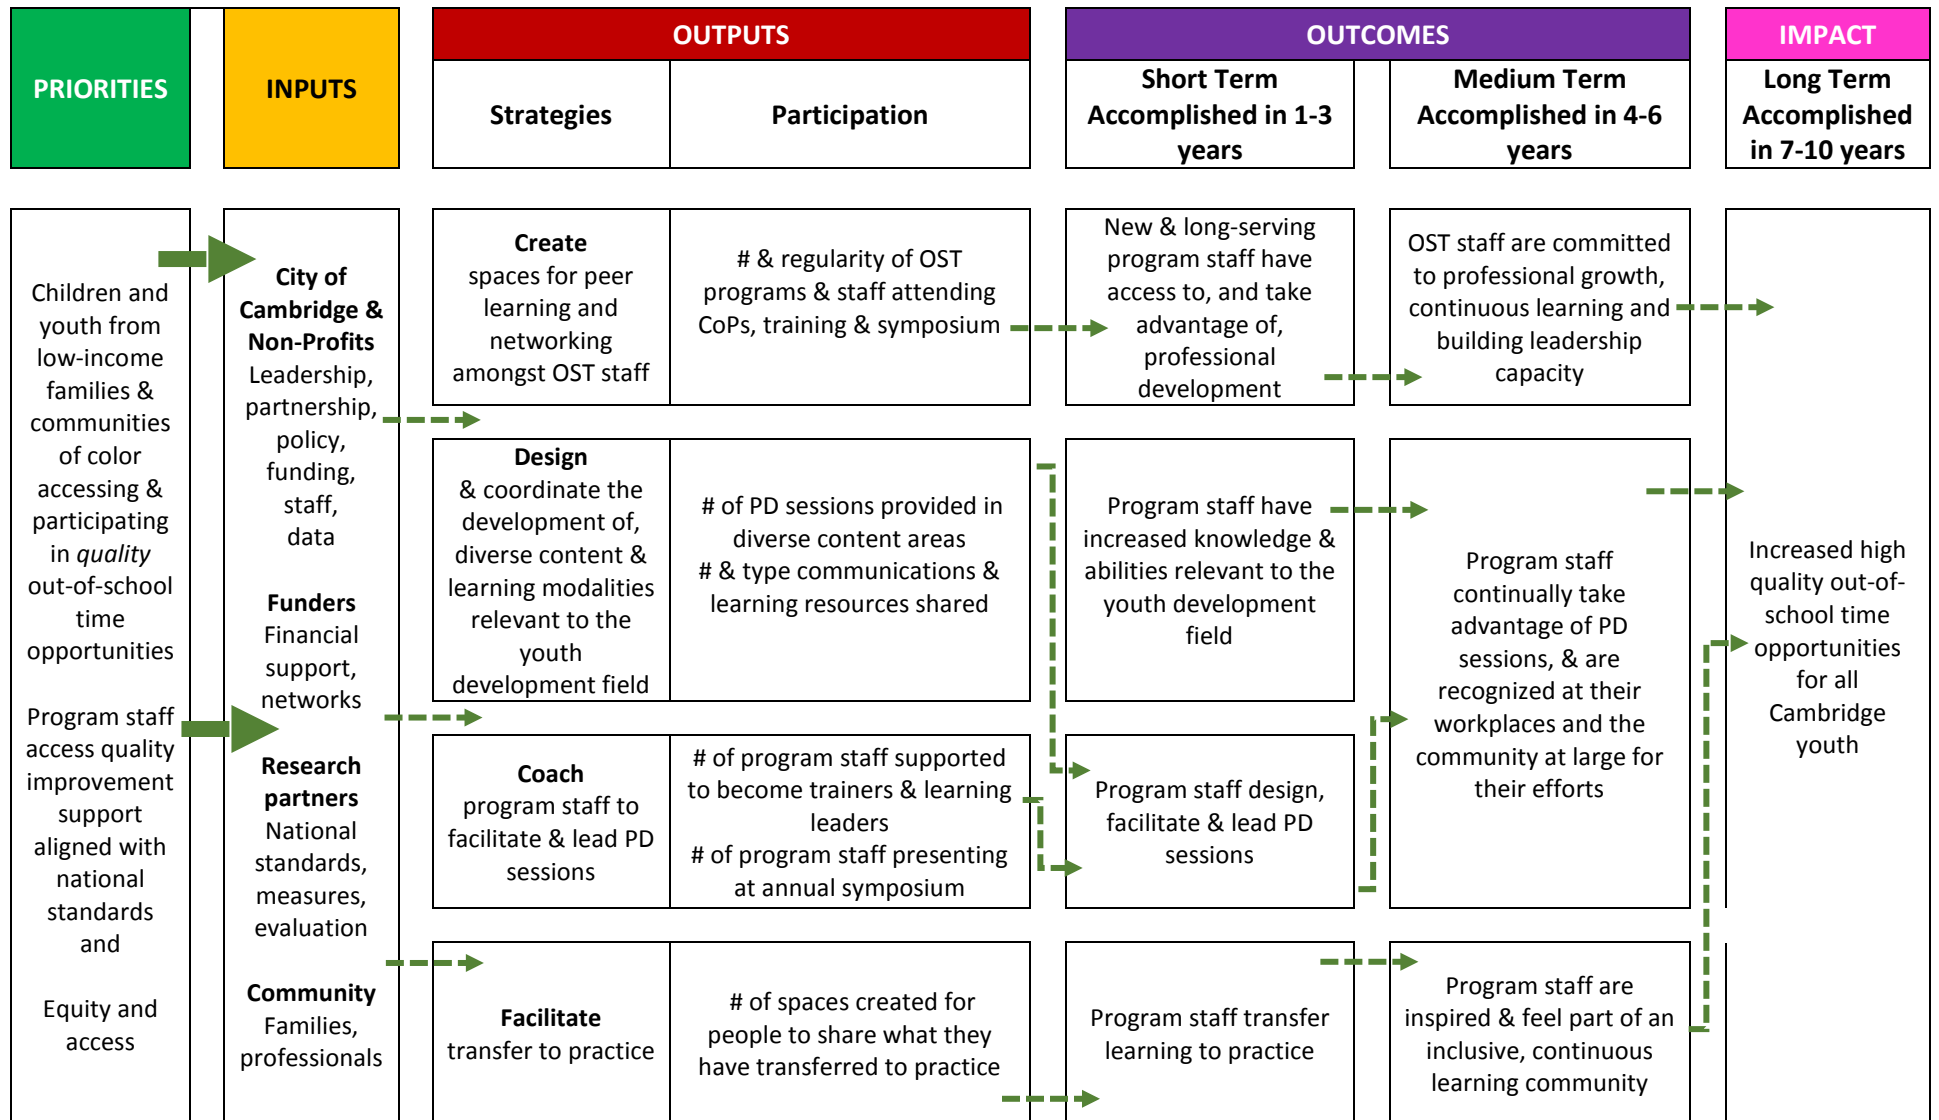 PRIORITIES
INPUTS
OUTPUTS
Strategies
Participation
OUTCOMES
Short Term
Accomplished in 1-3
years
Medium Term
Accomplished in 4-6
years
IMPACT
Long Term
Accomplished
in 7-10 years
Children and
youth from
low-income
families &
communities
of color
accessing &
participating
in quality
out-of-school
time
opportunities
Program staff
access quality
improvement
support
aligned with
national
standards
and
Equity and
access
City of
Cambridge &
Non-Profits
Leadership,
partnership,
policy,
funding,
staff,
data
Funders
Financial
support,
networks
Research
partners
National
standards,
measures,
evaluation
Community
Families,
professionals
Create
spaces for peer
learning and
networking
amongst OST staff
# & regularity of OST
programs & staff attending
CoPs, training & symposium
New & long-serving
program staff have
access to, and take
advantage of,
professional
development
OST staff are committed
to professional growth,
continuous learning and
building leadership
capacity
Design
& coordinate the
development of,
diverse content &
learning modalities
relevant to the
youth
development field
# of PD sessions provided in
diverse content areas
# & type communications &
learning resources shared
Program staff have
increased knowledge &
abilities relevant to the
youth development
field
Program staff
continually take
advantage of PD
sessions, & are
recognized at their
workplaces and the
community at large for
their efforts
Coach
program staff to
facilitate & lead PD
sessions
# of program staff supported
to become trainers & learning
leaders
# of program staff presenting
at annual symposium
Program staff design,
facilitate & lead PD
sessions
Facilitate
transfer to practice
# of spaces created for
people to share what they
have transferred to practice
Program staff transfer
learning to practice
Program staff are
inspired & feel part of an
inclusive, continuous
learning community
Increased high
quality out-of-
school time
opportunities
for all
Cambridge
youth